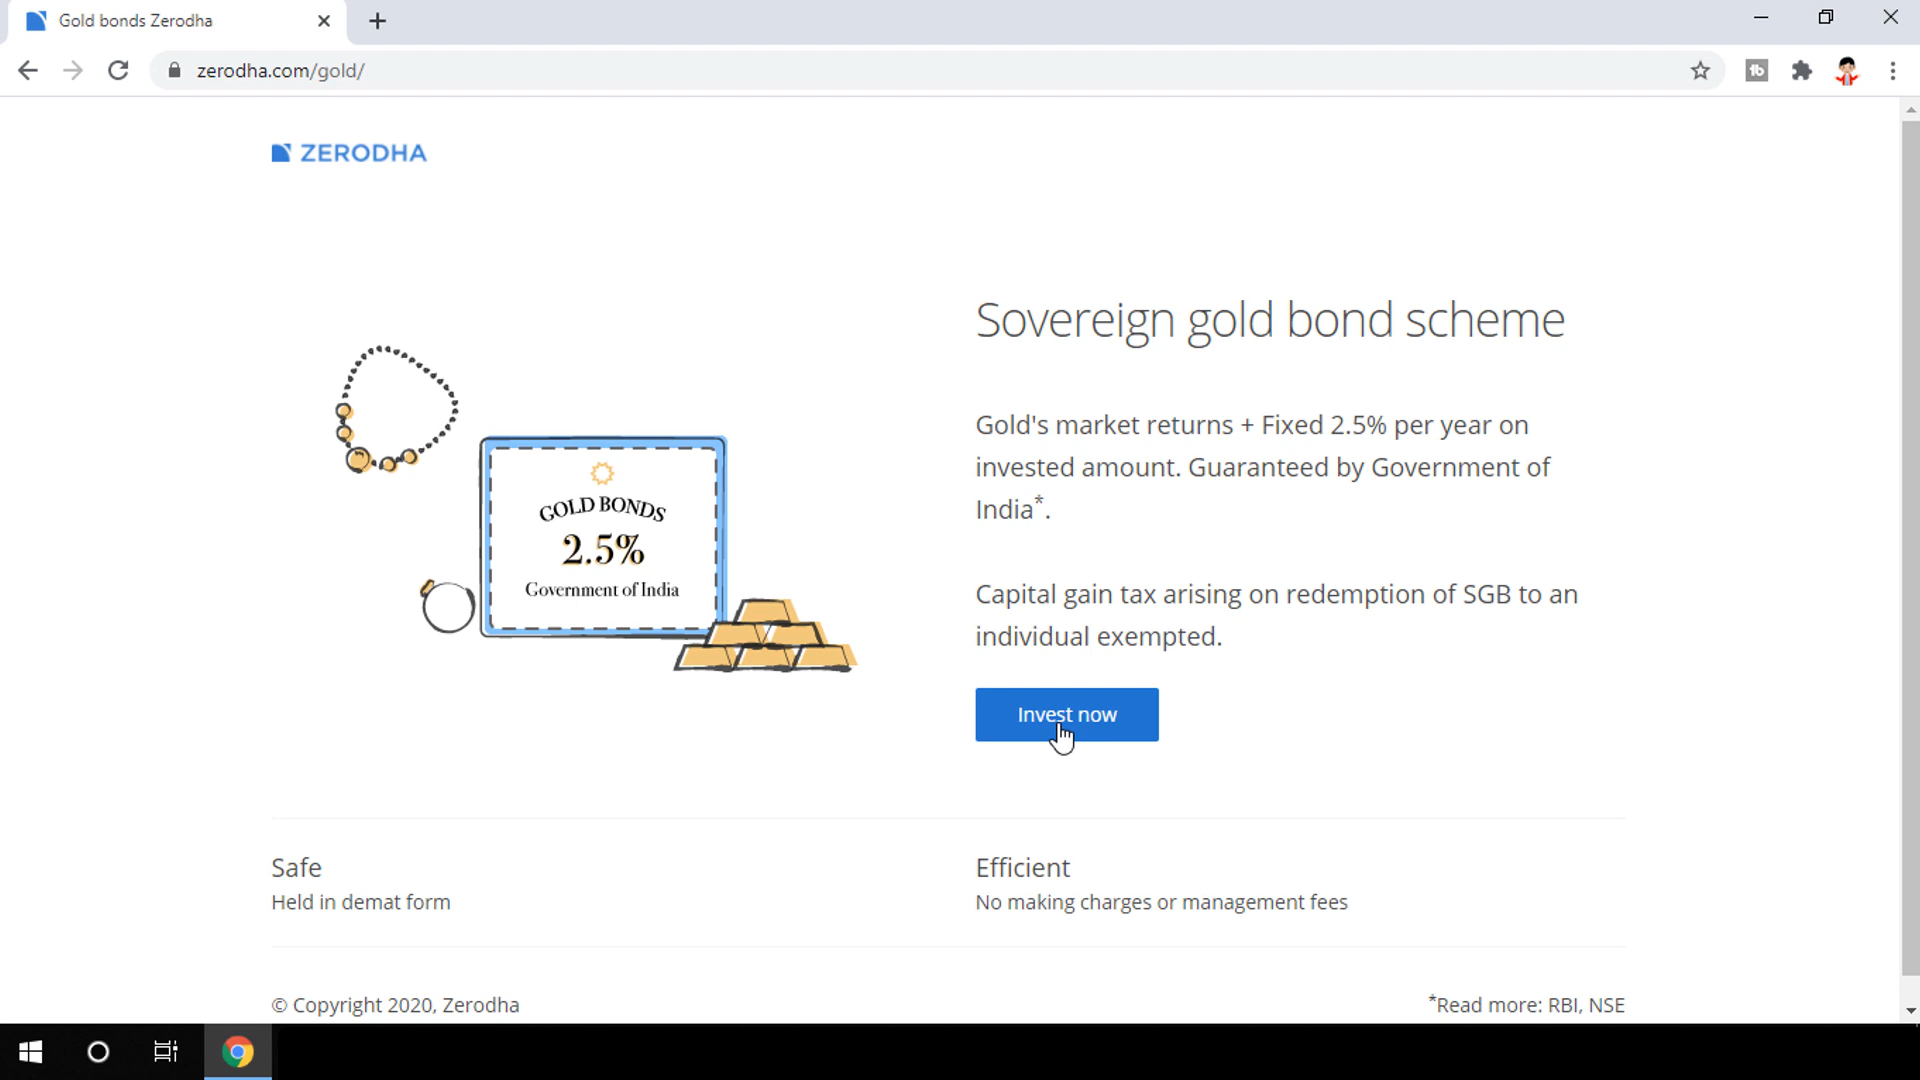 Gold bonds Zerodha
zerodha.com/gold/
ZERODHA
Sovereign gold bond scheme
Gold's market returns + Fixed 2.5% per year on
invested amount. Guaranteed by Government of
India*.
Capital gain tax arising on redemption of SGB to an
individual exempted.
Invest now
GOLD BONDS
2.5%
Government of India
Safe
Held in demat form
Efficient
No making charges or management fees
© Copyright 2020, Zerodha
*Read more: RBI, NSE